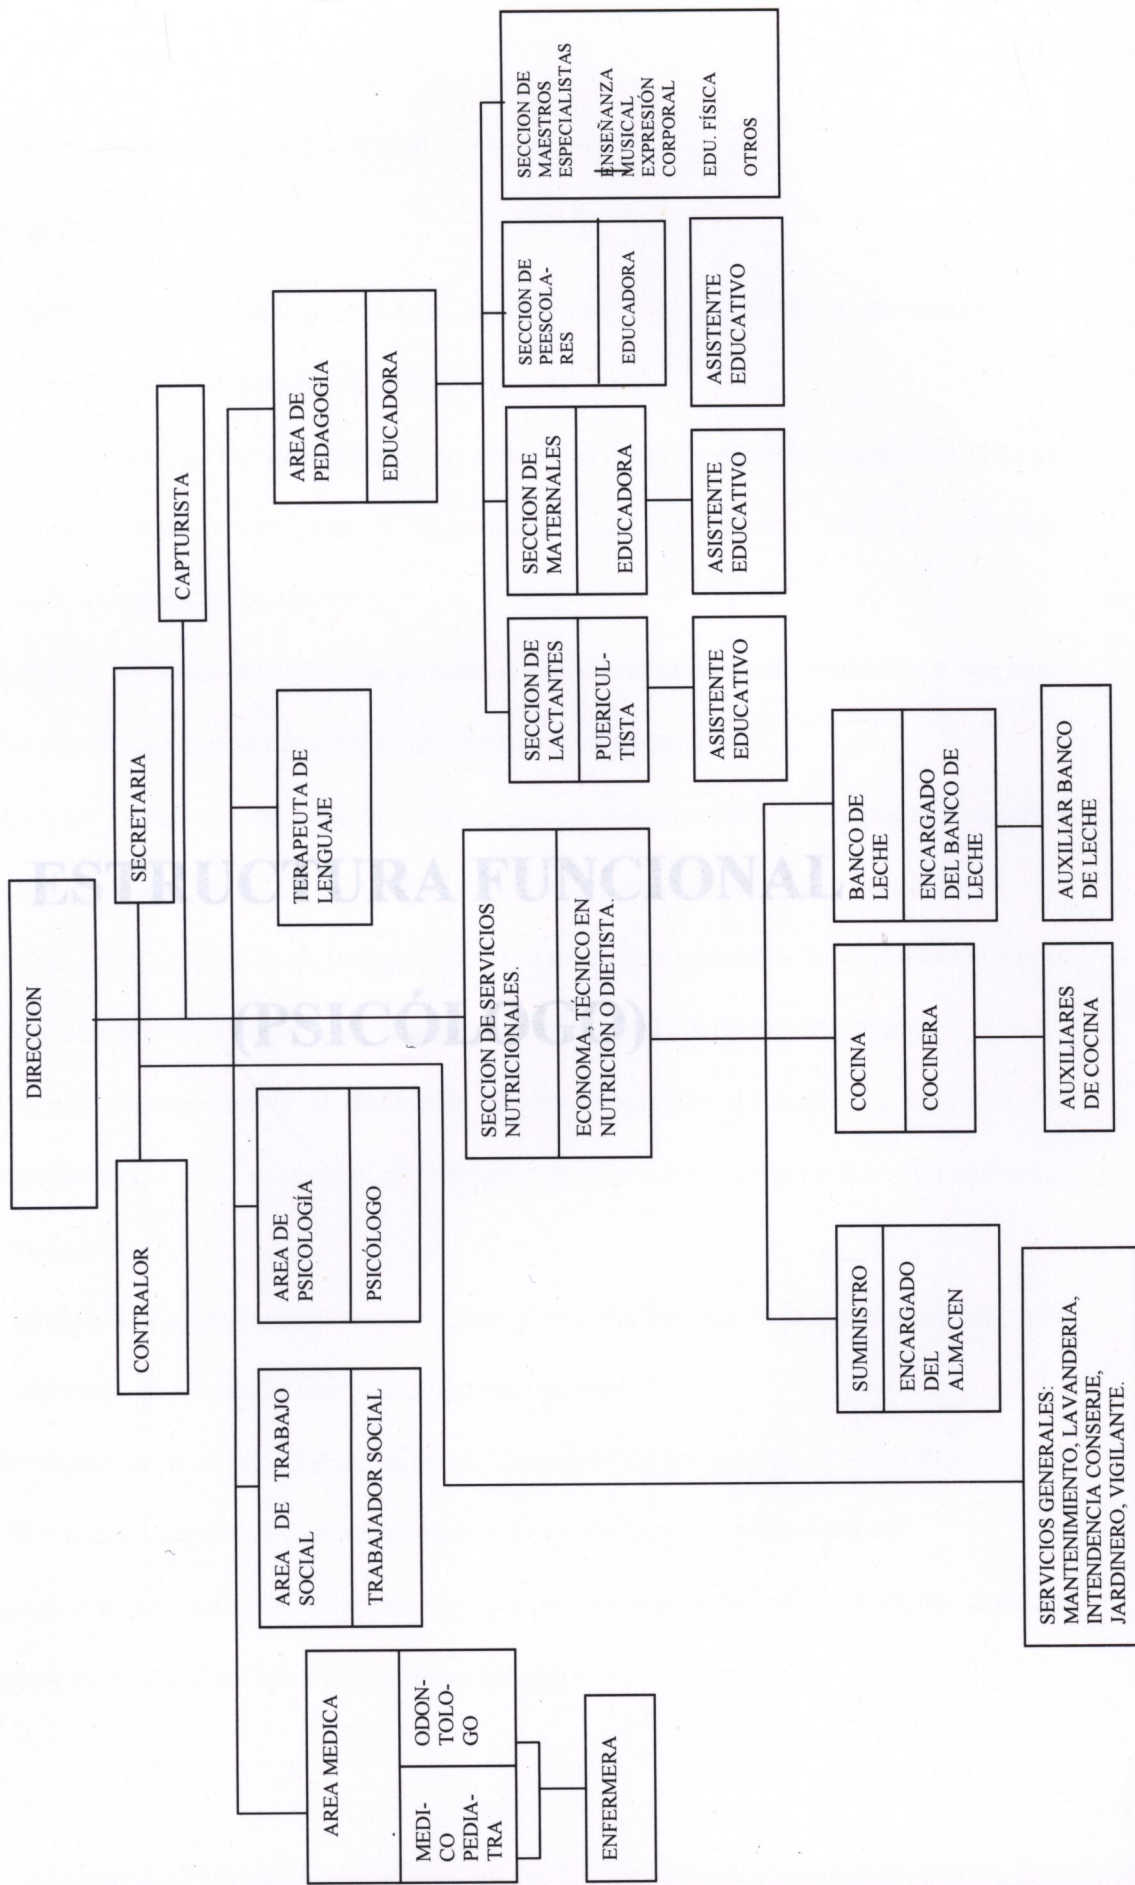 DIRECCION
CONTRALOR
SECRETARIA
CAPTURISTA
AREA MEDICA
MEDI-
CO
PEDIA-
TRA
ODON-
TOLO-
GO
ENFERMERA
AREA DE TRABAJO
SOCIAL
TRABAJADOR SOCIAL
AREA DE
PSICOLOGÍA
PSICÓLOGO
TERAPEUTA DE
LENGUAJE
AREA DE
PEDAGOGÍA
EDUCADORA
SECCION DE SERVICIOS
NUTRICIONALES.
ECONOMA, TÉCNICO EN
NUTRICION O DIETISTA.
SECCION DE
LACTANTES
PUERICUL-
TISTA
ASISTENTE
EDUCATIVO
SECCION DE
MATERNALES
EDUCADORA
ASISTENTE
EDUCATIVO
SECCION DE
PEESCOLA-
RES
EDUCADORA
ASISTENTE
EDUCATIVO
SECCION DE
MAESTROS
ESPECIALISTAS
ENSEÑANZA
MUSICAL
EXPRESIÓN
CORPORAL
EDU. FÍSICA
OTROS
SUMINISTRO
ENCARGADO
DEL
ALMACEN
COCINA
COCINERA
AUXILIARES
DE COCINA
BANCO DE
LECHE
ENCARGADO
DEL BANCO DE
LECHE
AUXILIAR BANCO
DE LECHE
SERVICIOS GENERALES:
MANTENIMIENTO, LAVANDERIA,
INTENDENCIA CONSERJE,
JARDINERO, VIGILANTE.
ESTRUCTURA FUNCIONAL
(PSICÓLOGO)